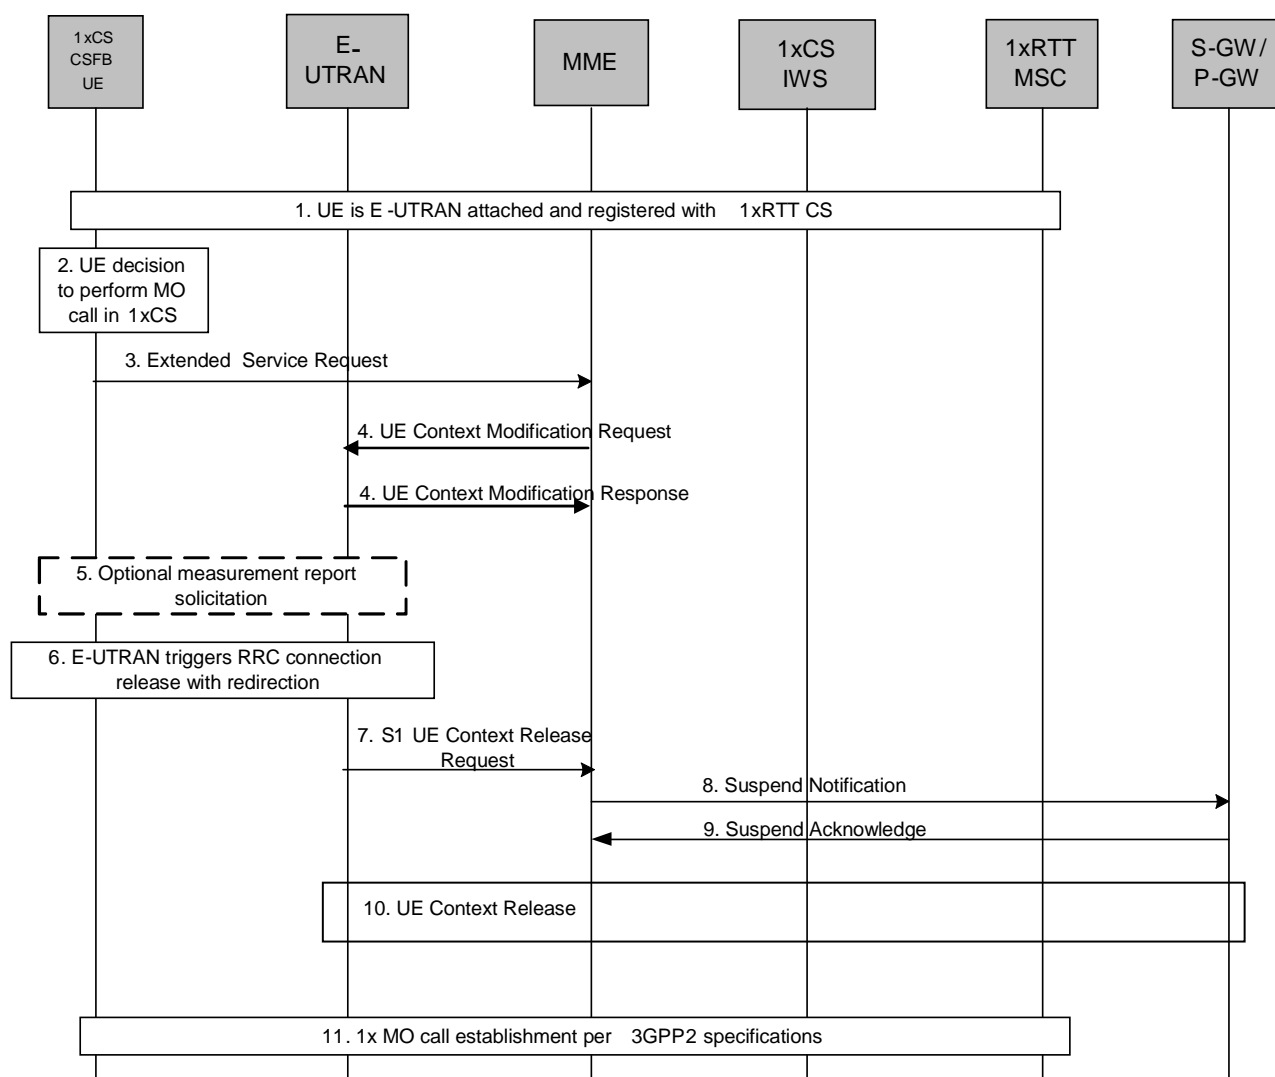 1xCS
CSFB
UE
E-
UTRAN
MME
1xCS
IWS
1xRTT
MSC
S-GW/
P-GW
1. UE is E-UTRAN attached and registered with 1xRTT CS
2. UE decision
to perform MO
call in 1xCS
3. Extended Service Request
4. UE Context Modification Request
4. UE Context Modification Response
5. Optional measurement report
solicitation
6. E-UTRAN triggers RRC connection
release with redirection
7. S1 UE Context Release
Request
8. Suspend Notification
9. Suspend Acknowledge
10. UE Context Release
11. 1x MO call establishment per 3GPP2 specifications